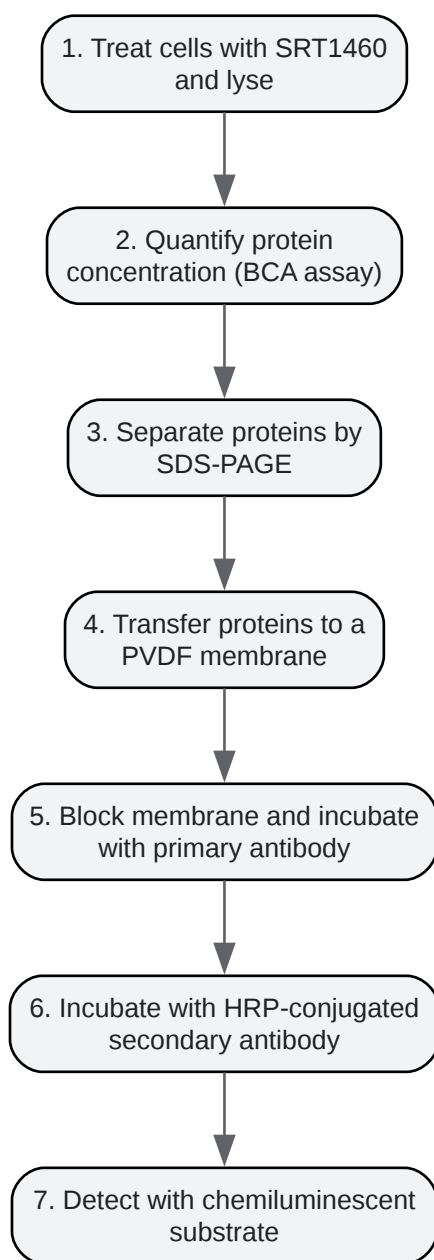 1. Treat cells with SRT1460
and lyse
2. Quantify protein
concentration (BCA assay)
3. Separate proteins by
SDS-PAGE
4. Transfer proteins to a
PVDF membrane
5. Block membrane and incubate
with primary antibody
6. Incubate with HRP-conjugated
secondary antibody
7. Detect with chemiluminescent
substrate